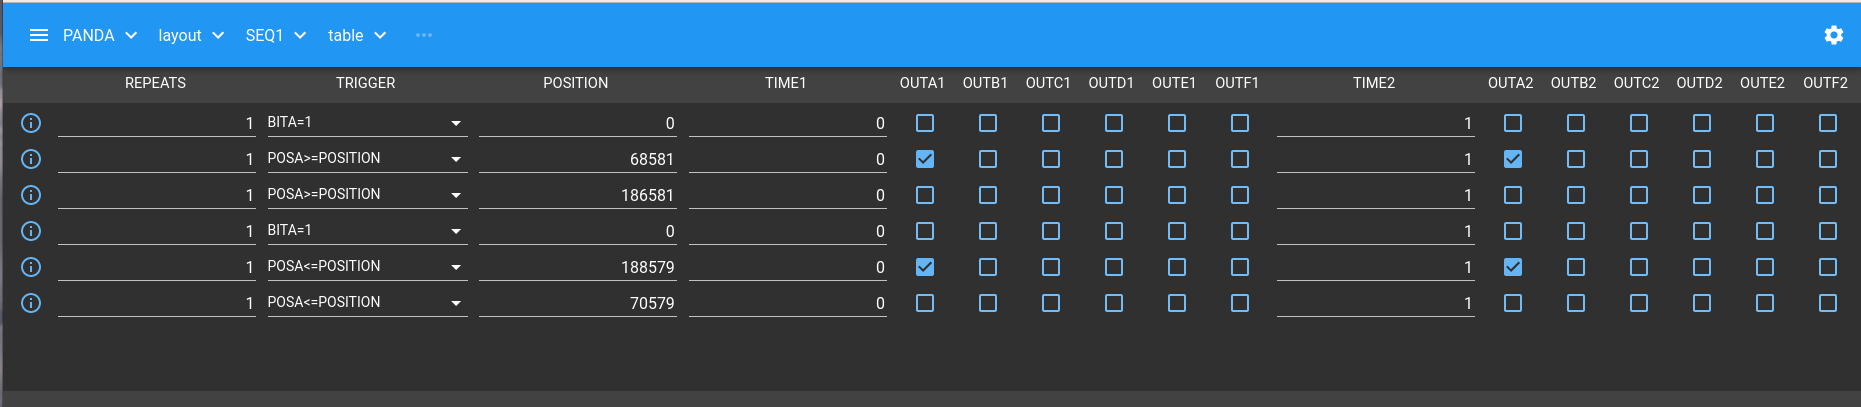 PANDA layout SEQ1 table ...
REPEATS TRIGGER POSITION TIME1 OUTA1 OUTB1 OUTC1 OUTD1 OUTE1 OUTF1 TIME2 OUTA2 OUTB2 OUTC2 OUTD2 OUTE2 OUTF2
1 BITA=1 0 0 1
1 POSA>=POSITION 68581 0 1
1 POSA>=POSITION 186581 0 1
1 BITA=1 0 0 1
1 POSA<=POSITION 188579 0 1
1 POSA<=POSITION 70579 0 1